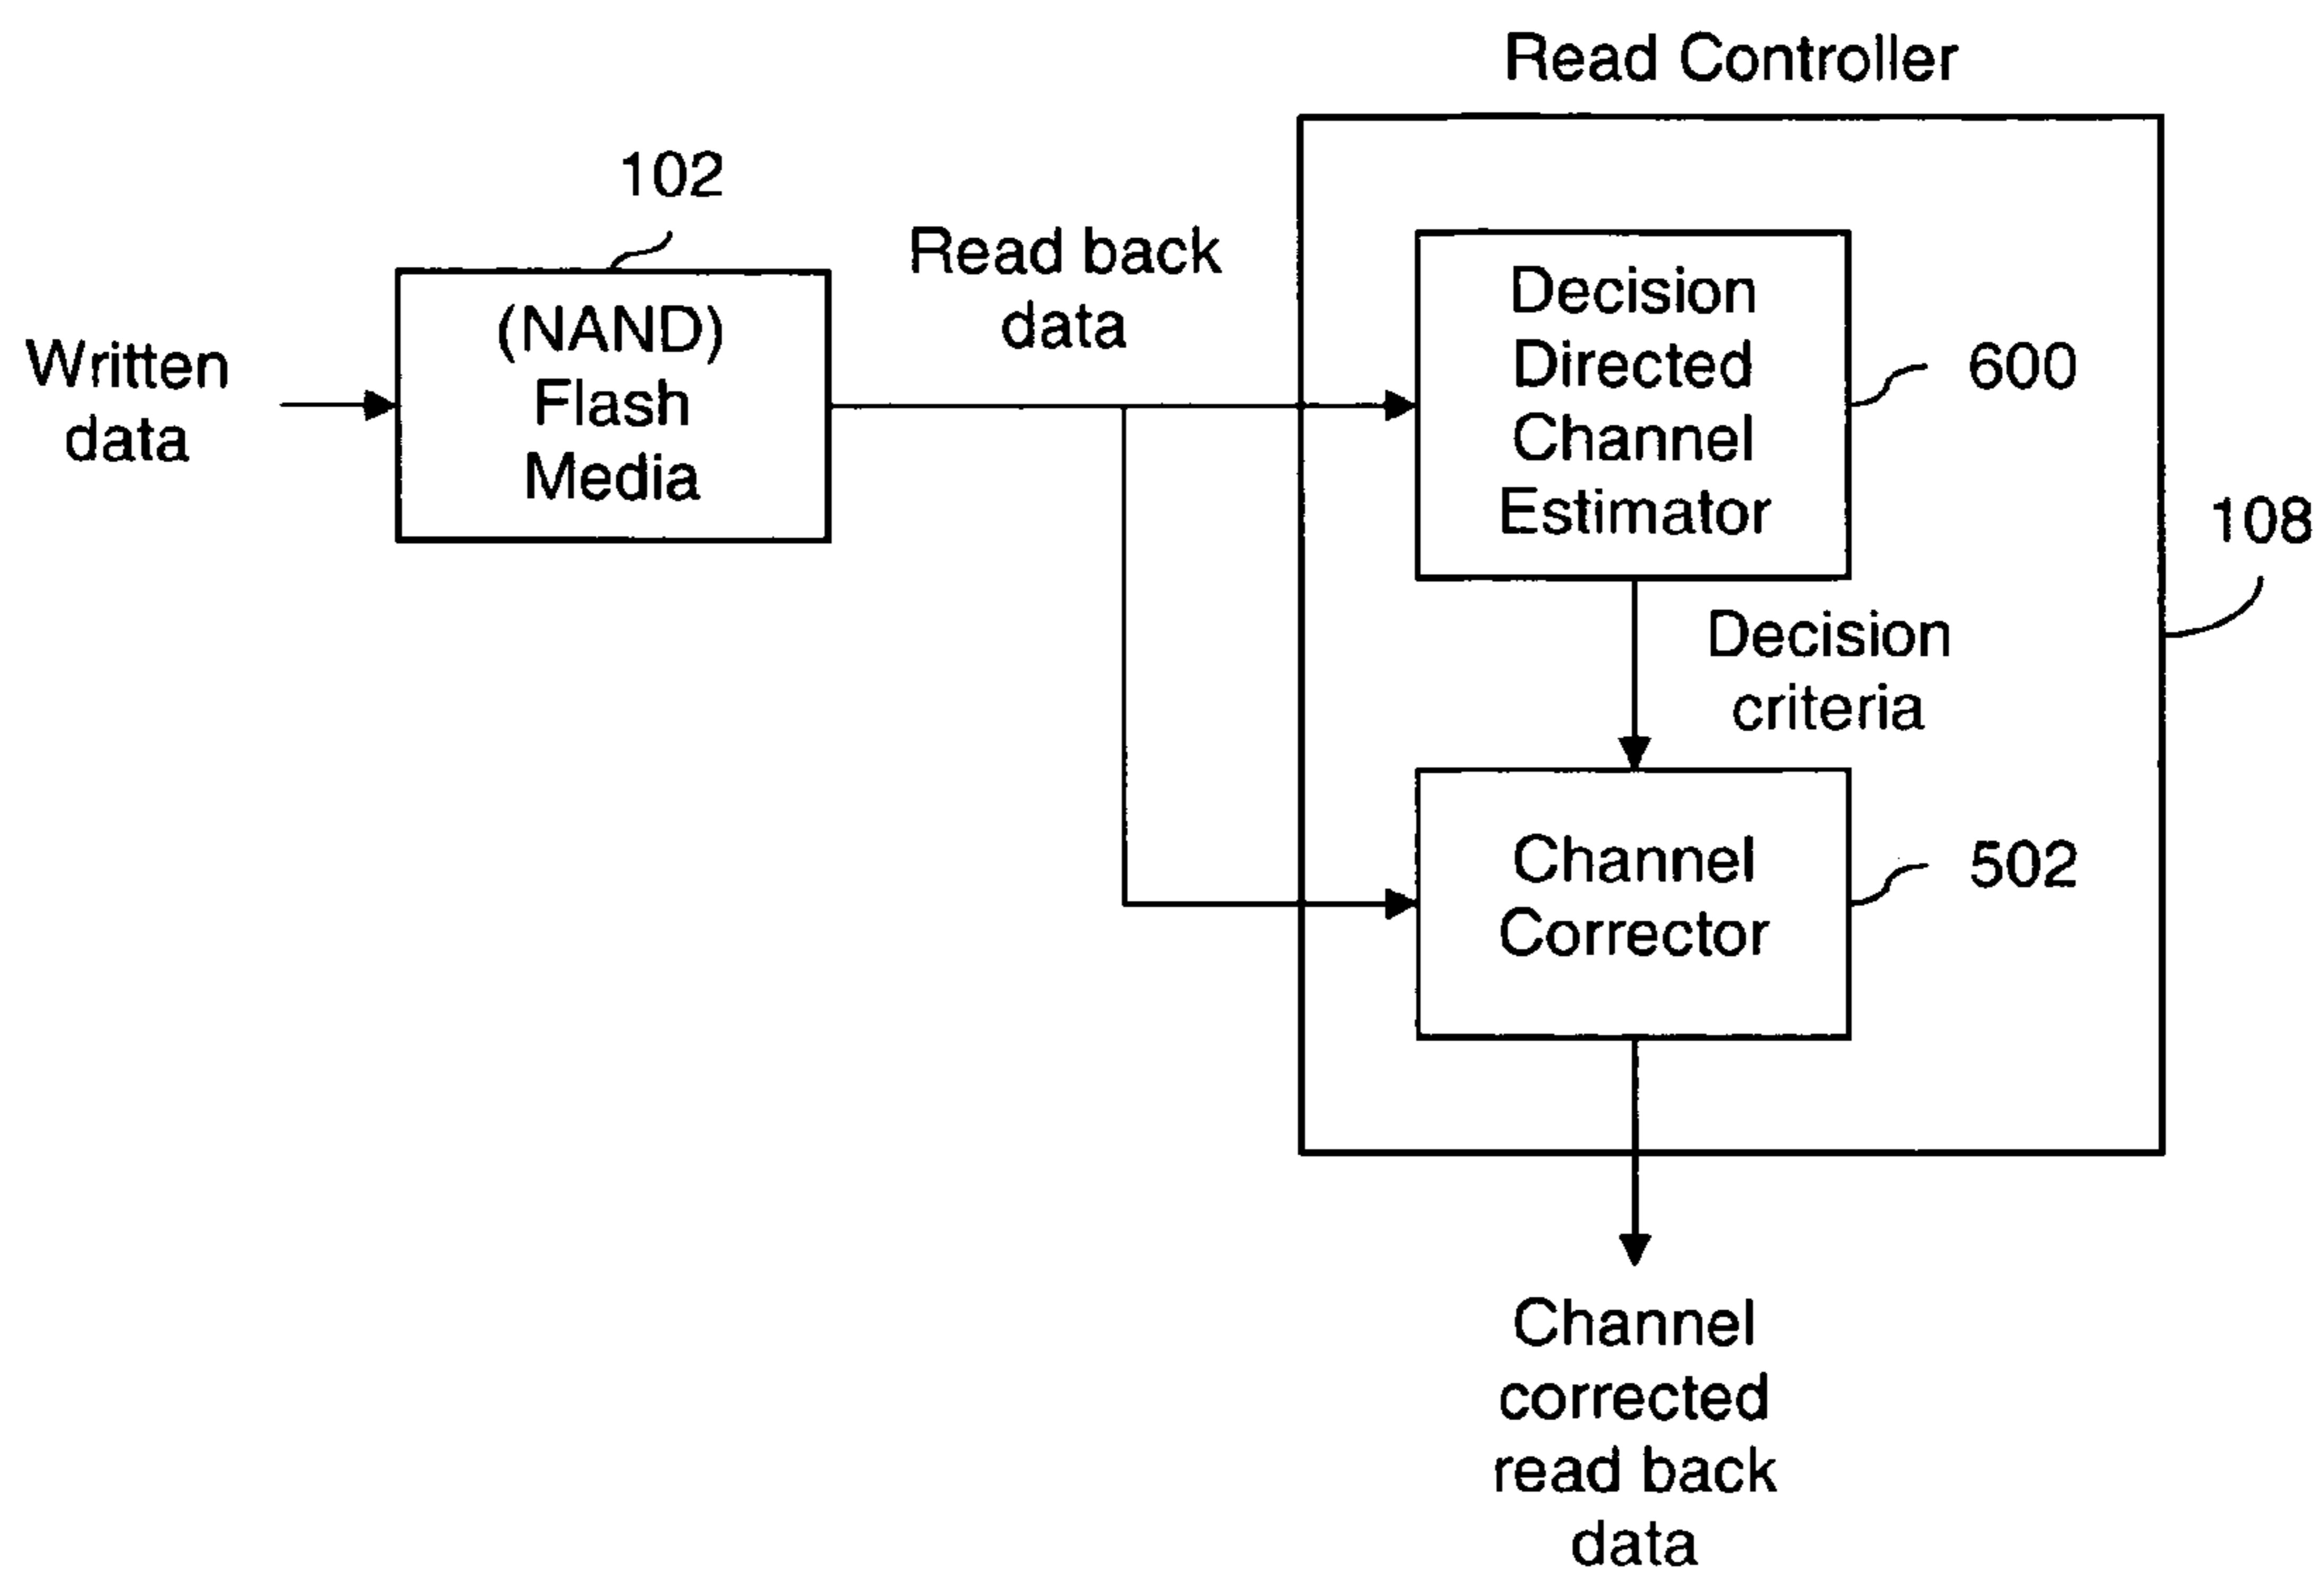 Read Controller
102
Written
data
(NAND)
Flash
Media
Read back
data
Decision
Directed
Channel
Estimator
600
108
Decision
criteria
Channel
Corrector
502
Channel
corrected
read back
data